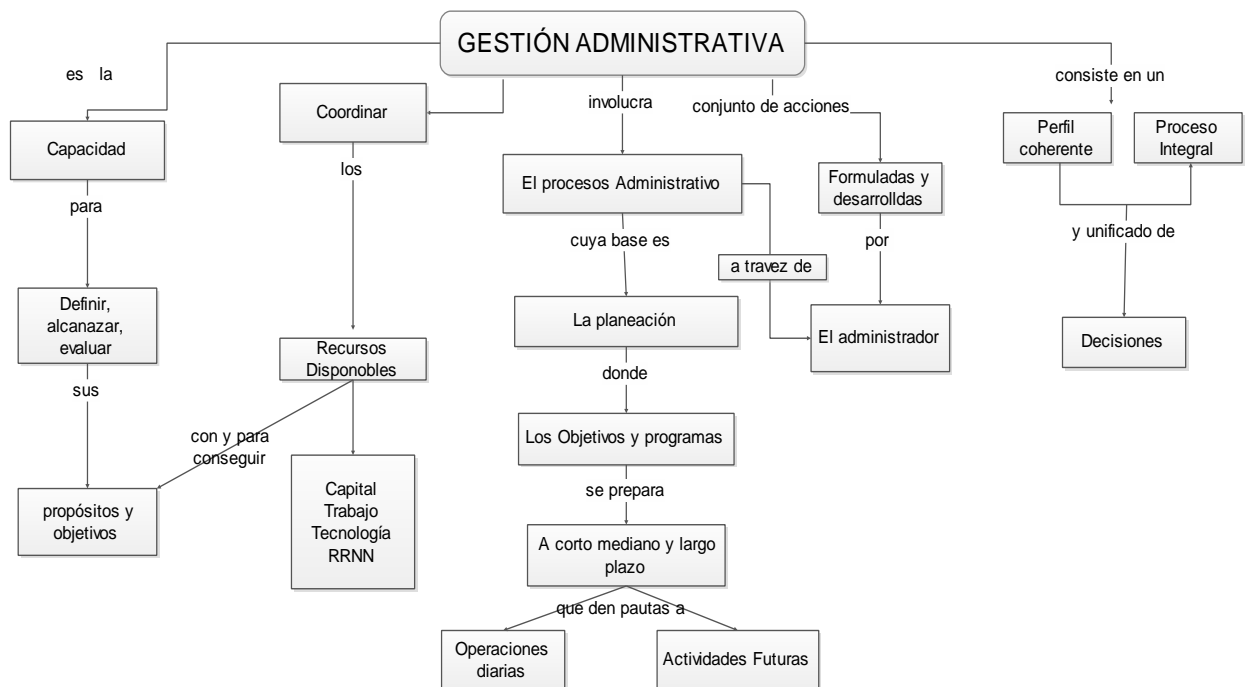 GESTIÓN ADMINISTRATIVA
es la
Capacidad
para
Definir,
alcanazar,
evaluar
sus
propósitos y
objetivos
Coordinar
los
Recursos
Disponobles
con y para
conseguir
Capital
Trabajo
Tecnología
RRNN
involucra
El procesos Administrativo
cuya base es
La planeación
donde
Los Objetivos y programas
se prepara
A corto mediano y largo
plazo
que den pautas a
Operaciones
diarias
Actividades Futuras
a travez de
conjunto de acciones
Formuladas y
desarrolldas
por
El administrador
consiste en un
Perfil
coherente
Proceso
Integral
y unificado de
Decisiones